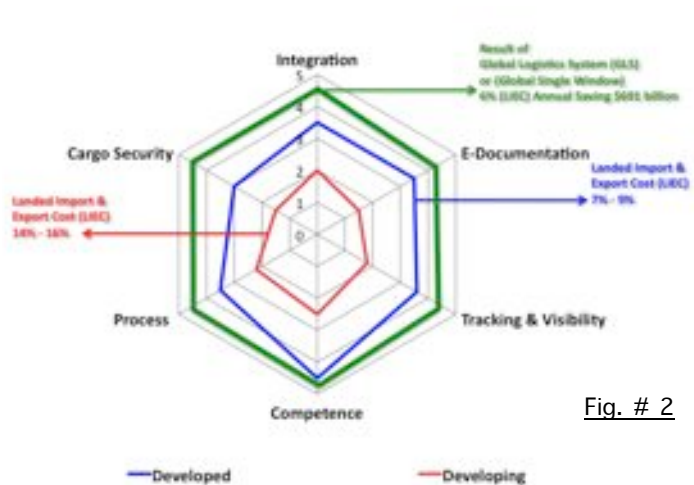 Integration
5
4
3
2
1
0
Result of
Global Logistics System (GLS)
or (Global Single Window)
6% (LIEC) Annual Saving $691 billion
Cargo Security
E-Documentation
Landed Import &
Export Cost (LIEC)
7% - 9%
Landed Import &
Export Cost (LIEC)
14% - 16%
Process
Tracking & Visibility
Competence
Fig. # 2
Developed
Developing